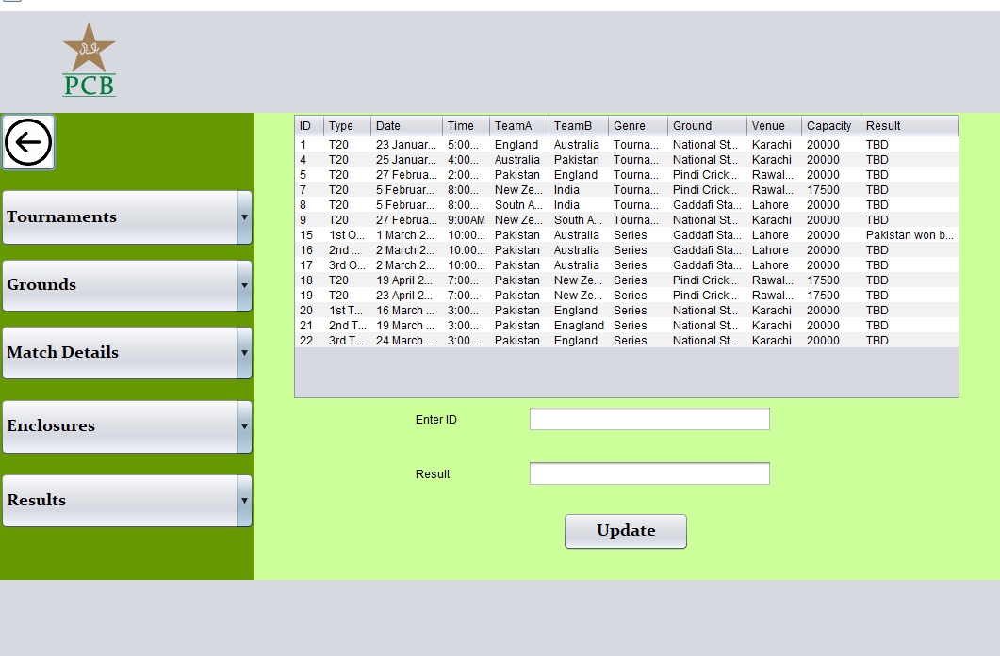 PCB
ID Type Date Time TeamA TeamB Genre Ground Venue Capacity Result
1 T20 23 Januar... 5:00... England Australia Tourna... National St... Karachi 20000 TBD
4 T20 25 Januar... 4:00... Australia Pakistan Tourna... National St... Karachi 20000 TBD
5 T20 27 Februa... 2:00... Pakistan England Tourna... Pindi Crick... Rawal... 20000 TBD
7 T20 5 Februar... 8:00... New Ze... India Tourna... Pindi Crick... Rawal... 17500 TBD
8 T20 5 Februar... 8:00... Soutn A... India Tourna... Gaddafi Sta... Lahore 20000 TBD
9 T20 27 Februa... 9:00AM New Ze... South A... Tourna... National St... Karachi 20000 TBD
15 1st O... 1 March 2... 10:00... Pakistan Australia Series Gaddafi Sta... Lahore 20000 Pakistan won b...
16 2nd ... 2 March 2... 10:00... Pakistan Australia Series Gaddafi Sta... Lahore 20000 TBD
17 3rd O... 2 March 2... 10:00... Pakistan Australia Series Gaddafi Sta... Lahore 20000 TBD
18 T20 19 April 2... 7:00... Pakistan New Ze... Series Pindi Crick... Rawal... 17500 TBD
19 T20 23 April 2... 7:00... Pakistan New Ze... Series Pindi Crick... Rawal... 17500 TBD
20 1st T... 16 March ... 3:00... Pakistan England Series National St... Karachi 20000 TBD
21 2nd T... 19 March ... 3:00... Pakistan Enagland Series National St... Karachi 20000 TBD
22 3rd T... 24 March ... 3:00... Pakistan England Series National St... Karachi 20000 TBD
Tournaments
Grounds
Match Details
Enclosures
Results
Enter ID
Result
Update